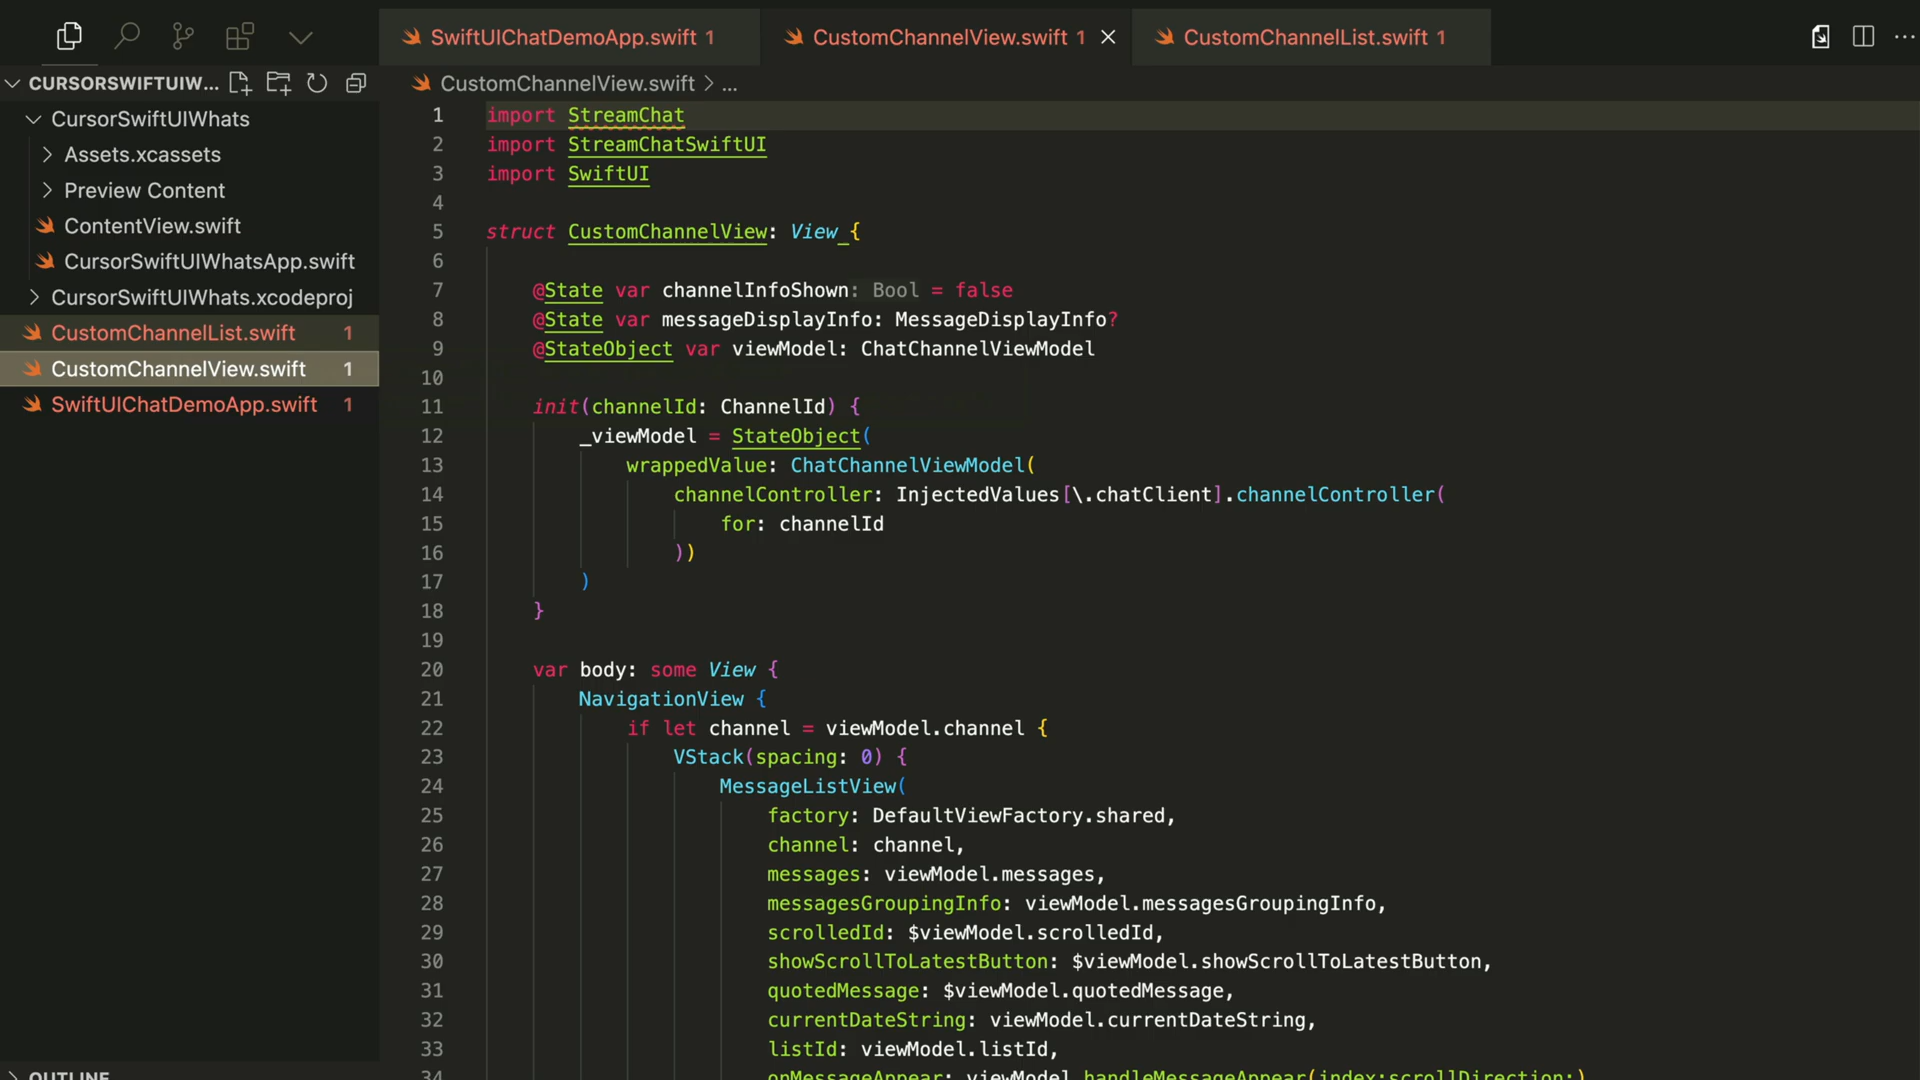 SwiftUIChatDemoApp.swift 1
CustomChannelView.swift 1
CustomChannelList.swift 1
CURSORSWIFTUIW...
CursorSwiftUIWhats
Assets.xcassets
Preview Content
ContentView.swift
CursorSwiftUIWhatsApp.swift
CursorSwiftUIWhats.xcodeproj
CustomChannelList.swift 1
CustomChannelView.swift 1
SwiftUIChatDemoApp.swift 1
OUTLINE
CustomChannelView.swift > ...
1 import StreamChat
2 import StreamChatSwiftUI
3 import SwiftUI
4
5 struct CustomChannelView: View {
6
7 @State var channelInfoShown: Bool = false
8 @State var messageDisplayInfo: MessageDisplayInfo?
9 @StateObject var viewModel: ChatChannelViewModel
10
11 init(channelId: ChannelId) {
12 _viewModel = StateObject(
13 wrappedValue: ChatChannelViewModel(
14 channelController: InjectedValues[\.chatClient].channelController(
15 for: channelId
16 ))
17 )
18 }
19
20 var body: some View {
21 NavigationView {
22 if let channel = viewModel.channel {
23 VStack(spacing: 0) {
24 MessageListView(
25 factory: DefaultViewFactory.shared,
26 channel: channel,
27 messages: viewModel.messages,
28 messagesGroupingInfo: viewModel.messagesGroupingInfo,
29 scrolledId: $viewModel.scrolledId,
30 showScrollToLatestButton: $viewModel.showScrollToLatestButton,
31 quotedMessage: $viewModel.quotedMessage,
32 currentDateString: viewModel.currentDateString,
33 listId: viewModel.listId,
34 onMessageAppear: viewModel.handleMessageAppear(index:scrollDirection:)